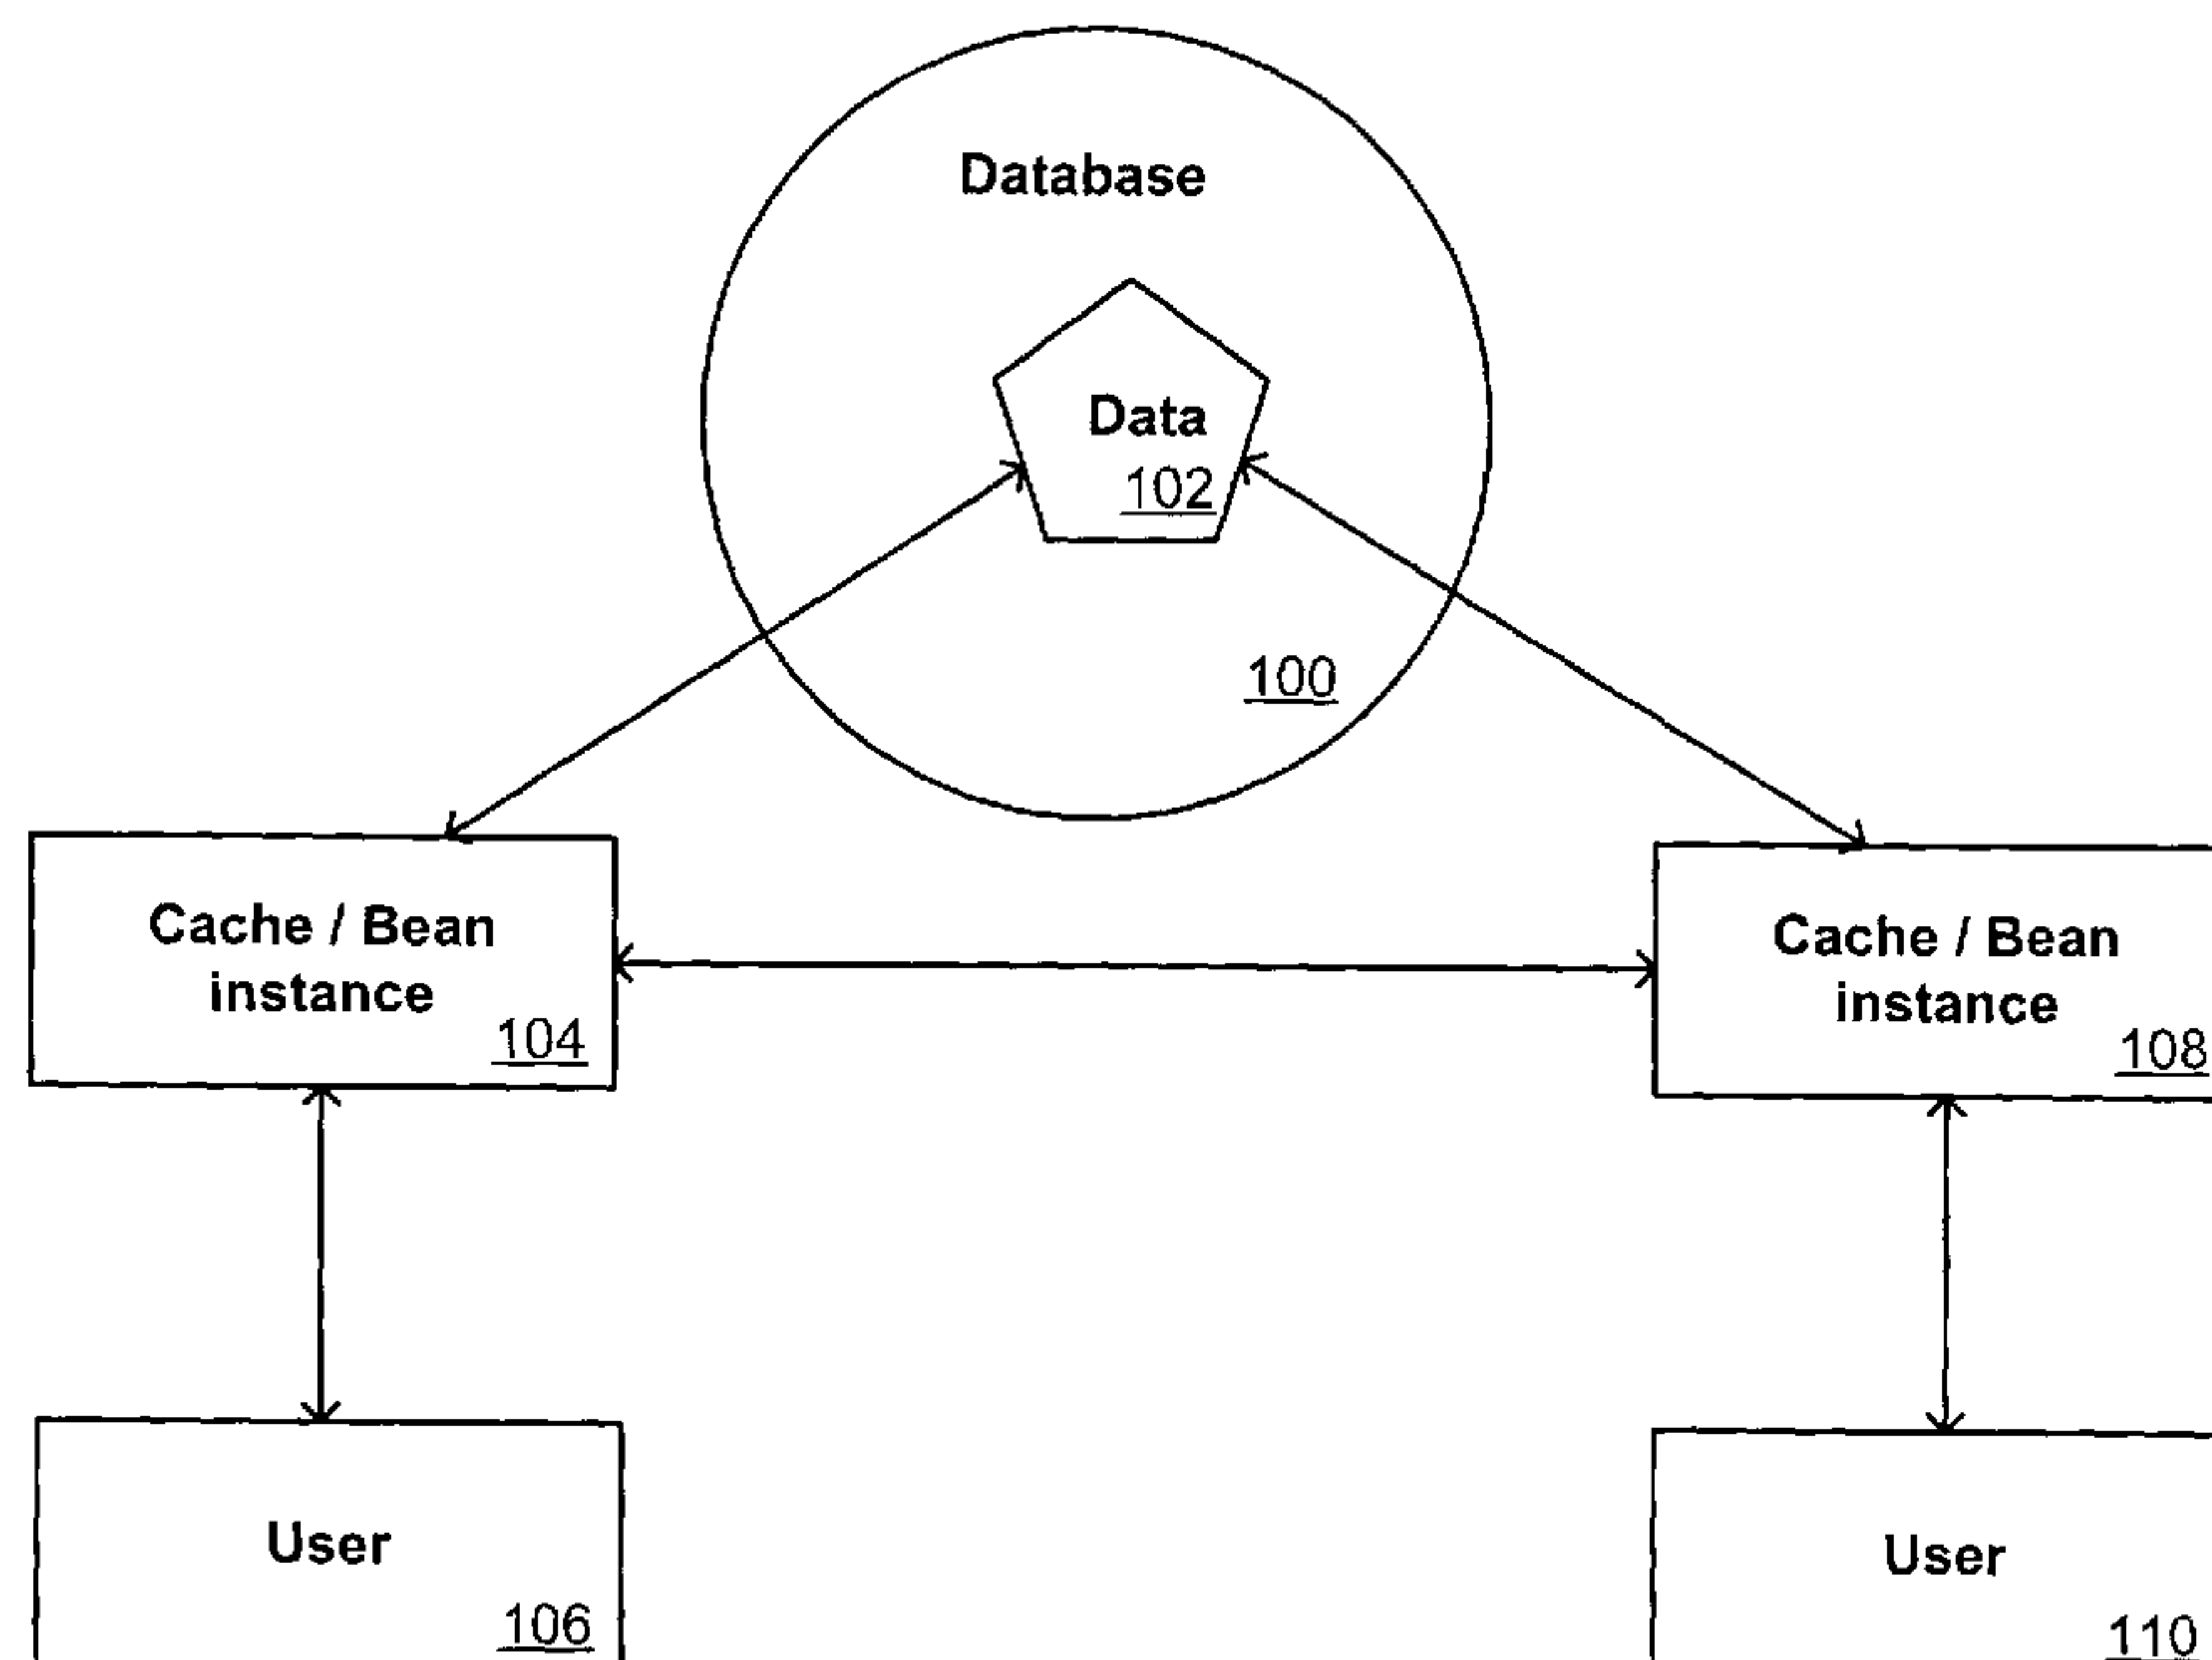 Database
Data
102
100
Cache / Bean
instance
104
Cache / Bean
instance
108
User
106
User
110